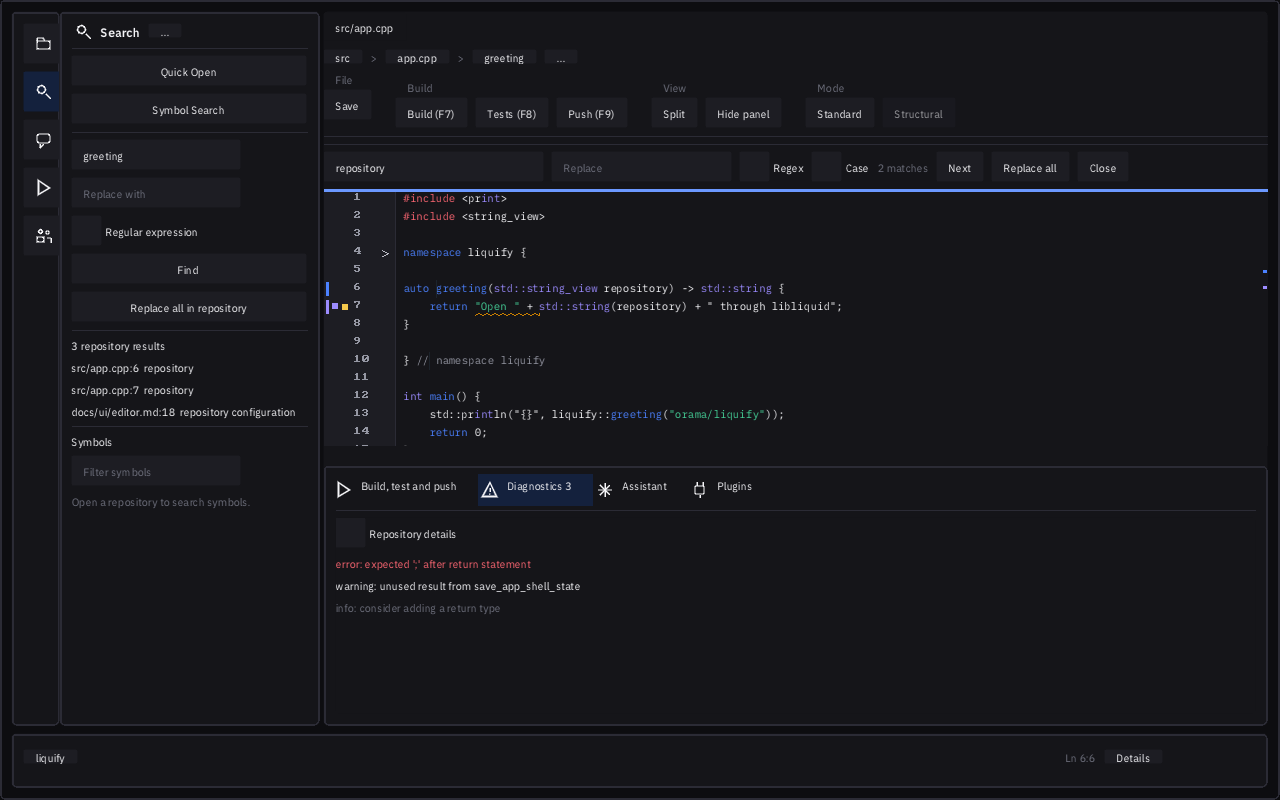 Search ...
Quick Open
Symbol Search
greeting
Replace with
Regular expression
Find
Replace all in repository
3 repository results
src/app.cpp:6 repository
src/app.cpp:7 repository
docs/ui/editor.md:18 repository configuration
Symbols
Filter symbols
Open a repository to search symbols.
src/app.cpp
src > app.cpp > greeting ...
File Build View Mode
Save Build (F7) Tests (F8) Push (F9) Split Hide panel Standard Structural
repository Replace Regex Case 2 matches Next Replace all Close
1 #include <print>
2 #include <string_view>
3
4 > namespace liquify {
5
6 auto greeting(std::string_view repository) -> std::string {
7 return "Open " + std::string(repository) + " through libliquid";
8 }
9
10 } // namespace liquify
11
12 int main() {
13 std::println("{}", liquify::greeting("orama/liquify"));
14 return 0;
Build, test and push Diagnostics 3 Assistant Plugins
Repository details
error: expected ';' after return statement
warning: unused result from save_app_shell_state
info: consider adding a return type
liquify Ln 6:6 Details